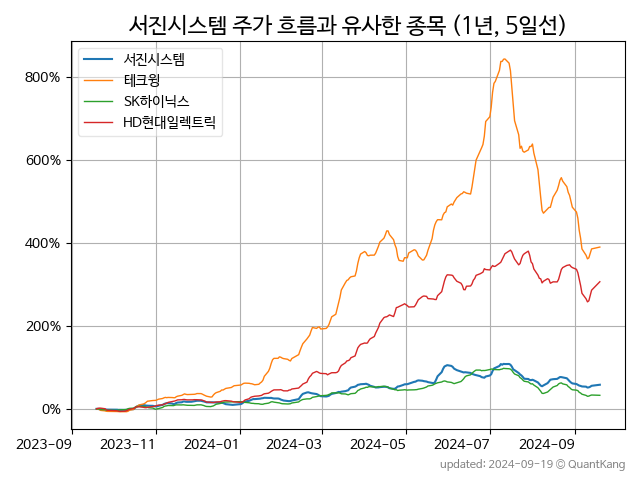 서진시스템 주가 흐름과 유사한 종목 (1년, 5일선)
서진시스템
테크윙
SK하이닉스
HD현대일렉트릭
800%
600%
400%
200%
0%
2023-09 2023-11 2024-01 2024-03 2024-05 2024-07 2024-09
updated: 2024-09-19 © QuantKang